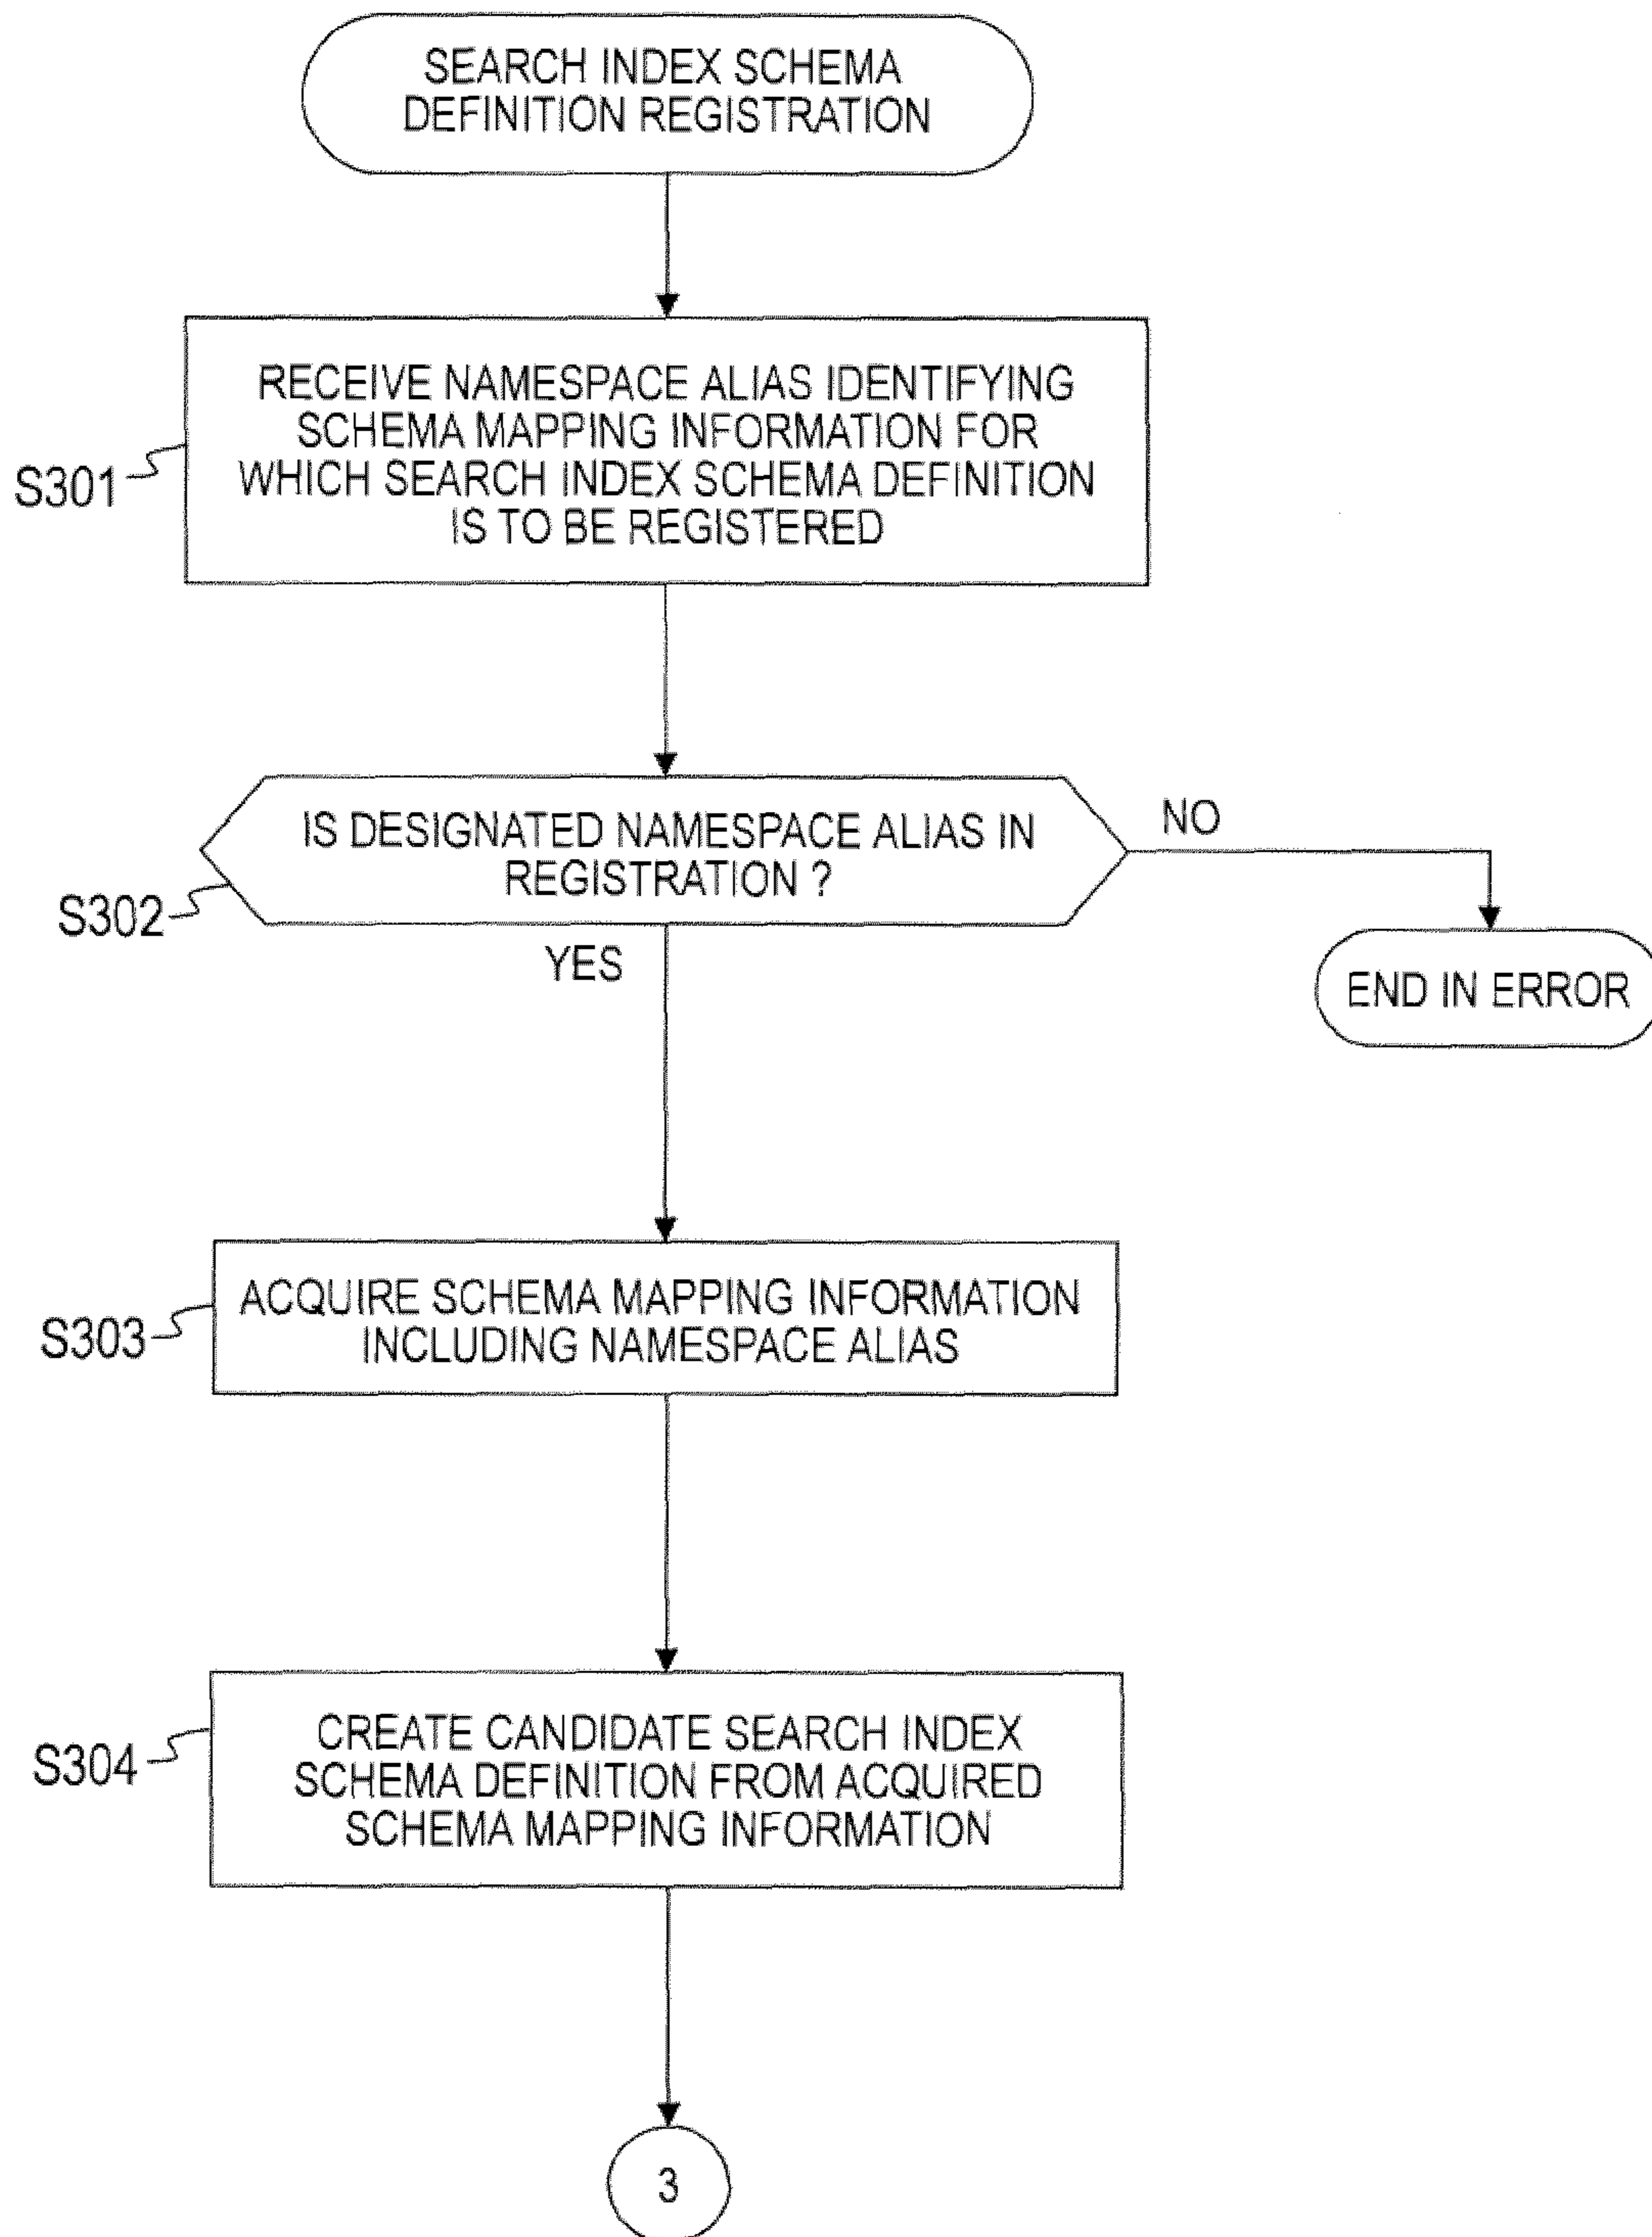 SEARCH INDEX SCHEMA
DEFINITION REGISTRATION
RECEIVE NAMESPACE ALIAS IDENTIFYING
SCHEMA MAPPING INFORMATION FOR
WHICH SEARCH INDEX SCHEMA DEFINITION
IS TO BE REGISTERED
S301
IS DESIGNATED NAMESPACE ALIAS IN
REGISTRATION ?
NO
S302
YES
END IN ERROR
ACQUIRE SCHEMA MAPPING INFORMATION
INCLUDING NAMESPACE ALIAS
S303
CREATE CANDIDATE SEARCH INDEX
SCHEMA DEFINITION FROM ACQUIRED
SCHEMA MAPPING INFORMATION
S304
3